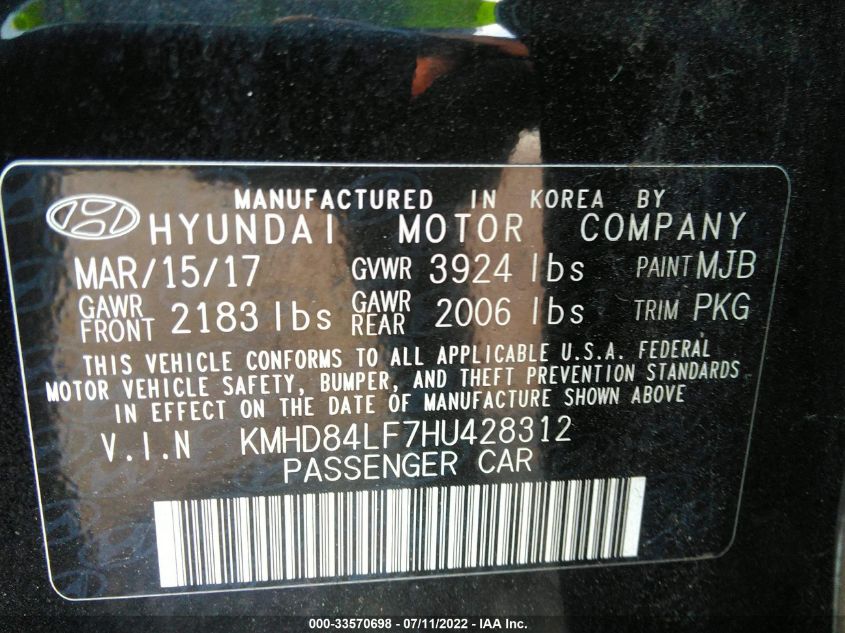 MANUFACTURED IN KOREA BY
HYUNDAI MOTOR COMPANY
MAR/15/17 GVWR 3924 lbs PAINT MJB
GAWR FRONT 2183 lbs GAWR REAR 2006 lbs TRIM PKG
THIS VEHICLE CONFORMS TO ALL APPLICABLE U.S.A. FEDERAL
MOTOR VEHICLE SAFETY, BUMPER, AND THEFT PREVENTION STANDARDS
IN EFFECT ON THE DATE OF MANUFACTURE SHOWN ABOVE
V.I.N KMHD84LF7HU428312
PASSENGER CAR
000-33570698 - 07/11/2022 - IAA Inc.